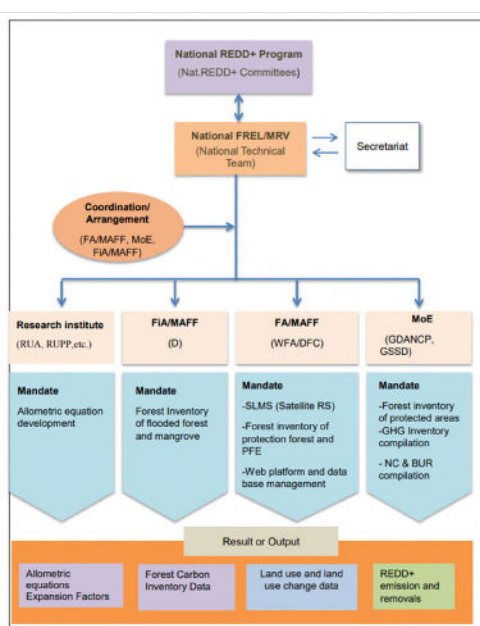 National REDD+ Program
(Nat.REDD+ Committees)
National FREL/MRV
(National Technical
Team)
Secretariat
Coordination/
Arrangement
(FA/MAFF, MoE,
FiA/MAFF)
Research institute
(RUA, RUPP,etc.)
FiA/MAFF
(D)
FA/MAFF
(WFA/DFC)
MoE
(GDANCP,
GSSD)
Mandate
Allometric equation
development
Mandate
Forest Inventory
of flooded forest
and mangrove
Mandate
-SLMS (Satellite RS)
-Forest inventory of
protection forest and
PFE
-Web platform and data
base management
Mandate
-Forest inventory
of protected areas
-GHG Inventory
compilation
- NC & BUR
compilation
Result or Output
Allometric
equations
Expansion Factors
Forest Carbon
Inventory Data
Land use and land
use change data
REDD+
emission and
removals